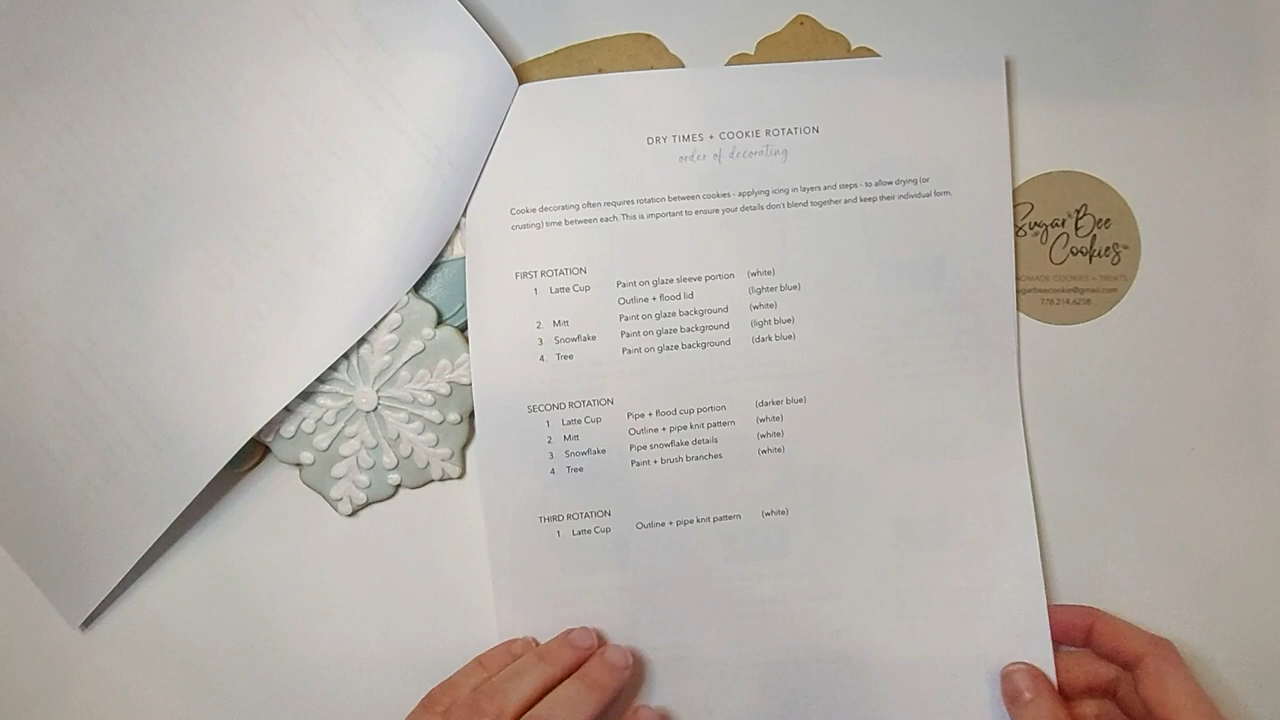 DRY TIMES + COOKIE ROTATION
order of decorating
Cookie decorating often requires rotation between cookies - applying icing in layers and steps - to allow drying (or
crusting) time between each. This is important to ensure your details don't blend together and keep their individual form.
FIRST ROTATION
1. Latte Cup Paint on glaze sleeve portion (white)
Outline + flood lid (lighter blue)
2. Mitt Paint on glaze background (white)
3 Snowflake Paint on glaze background (light blue)
4. Tree Paint on glaze background (dark blue)
SECOND ROTATION
1. Latte Cup Pipe + flood cup portion (darker blue)
2. Mitt Outline + pipe knit pattern (white)
3. Snowflake Pipe snowflake details (white)
4. Tree Paint + brush branches (white)
THIRD ROTATION
1 Latte Cup Outline + pipe knit pattern (white)
Sugar Bee
Cookies
COOKIES + TREATS
778.214.6258